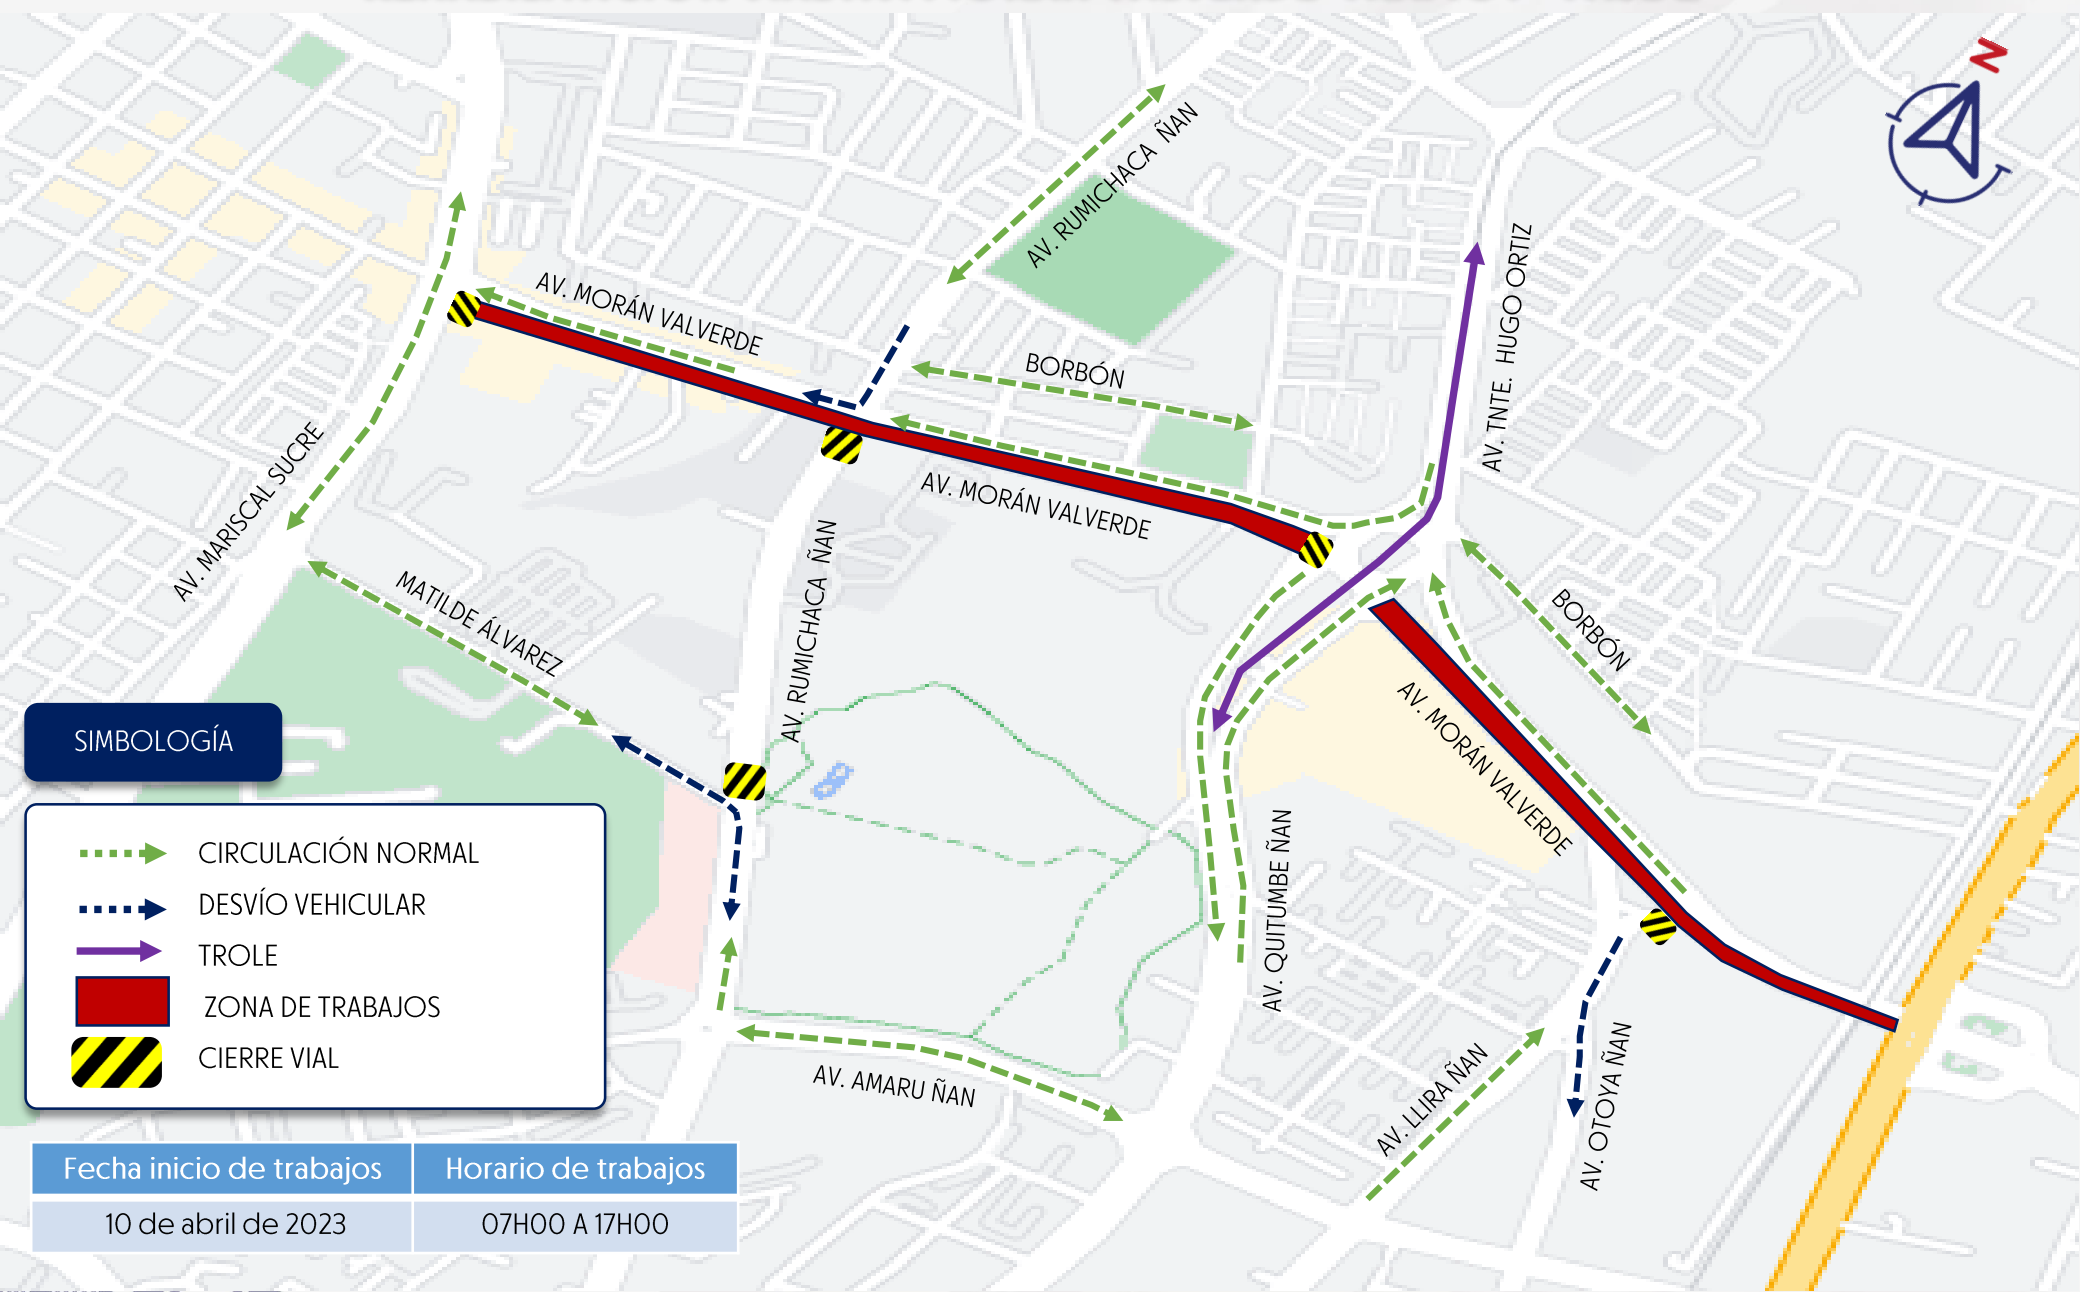 N
AV. RUMICHACA ÑAN
AV. MORÁN VALVERDE
BORBÓN
AV. TNTE. HUGO ORTIZ
AV. MARISCAL SUCRE
AV. MORÁN VALVERDE
MATILDE ÁLVAREZ
AV. RUMICHACA ÑAN
BORBÓN
AV. MORÁN VALVERDE
AV. QUITUMBE ÑAN
AV. AMARU ÑAN
AV. LLIRA ÑAN
AV. OTOYA ÑAN
SIMBOLOGÍA
CIRCULACIÓN NORMAL
DESVÍO VEHICULAR
TROLE
ZONA DE TRABAJOS
CIERRE VIAL
Fecha inicio de trabajos Horario de trabajos
10 de abril de 2023 07H00 A 17H00